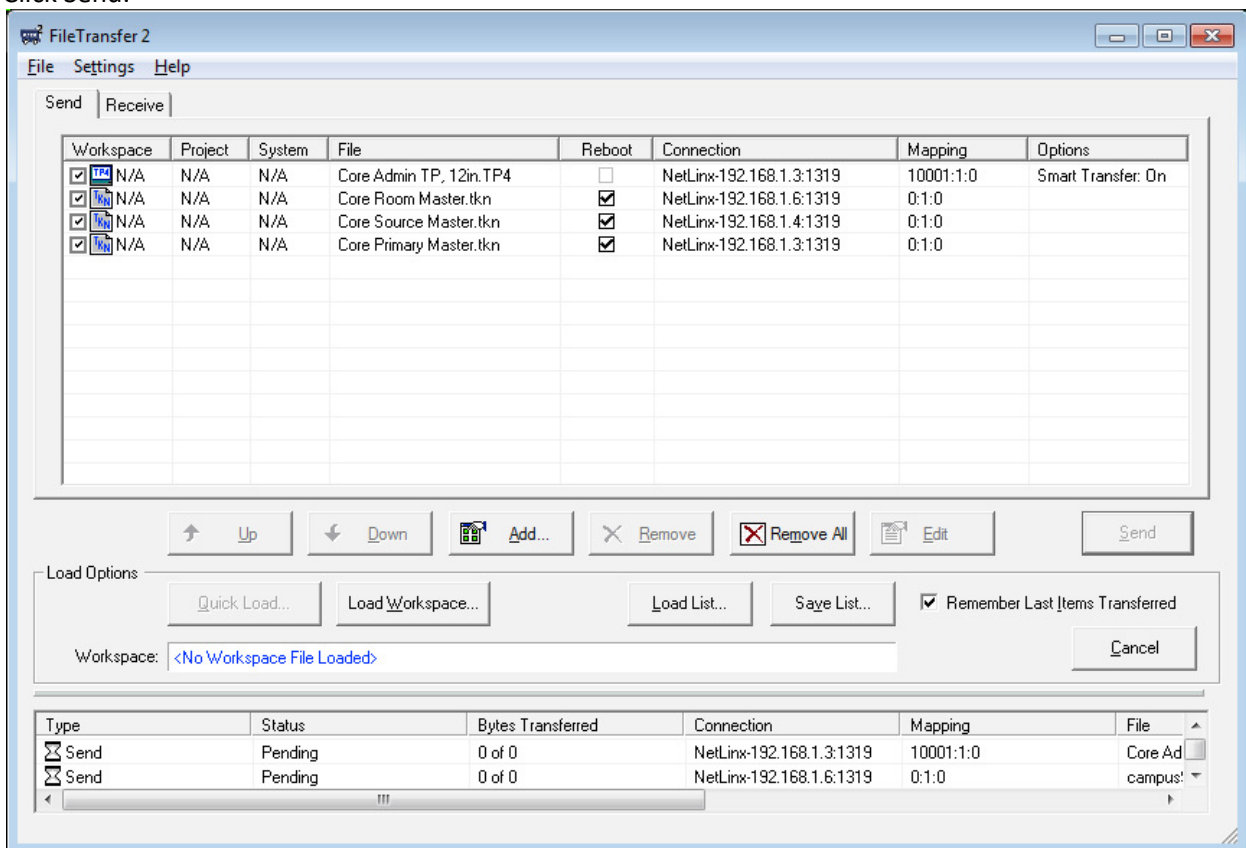 Click Send.
FileTransfer 2
File Settings Help
Send Receive
Workspace Project System File Reboot Connection Mapping Options
TP4 N/A N/A N/A Core Admin TP, 12in.TP4 NetLinx-192.168.1.3:1319 10001:1:0 Smart Transfer: On
TKN N/A N/A N/A Core Room Master.tkn NetLinx-192.168.1.6:1319 0:1:0
TKN N/A N/A N/A Core Source Master.tkn NetLinx-192.168.1.4:1319 0:1:0
TKN N/A N/A N/A Core Primary Master.tkn NetLinx-192.168.1.3:1319 0:1:0
Up Down Add... Remove Remove All Edit Send
Load Options
Quick Load... Load Workspace... Load List... Save List... Remember Last Items Transferred
Cancel
Workspace: <No Workspace File Loaded>
Type Status Bytes Transferred Connection Mapping File
Send Pending 0 of 0 NetLinx-192.168.1.3:1319 10001:1:0 Core Ad
Send Pending 0 of 0 NetLinx-192.168.1.6:1319 0:1:0 campus